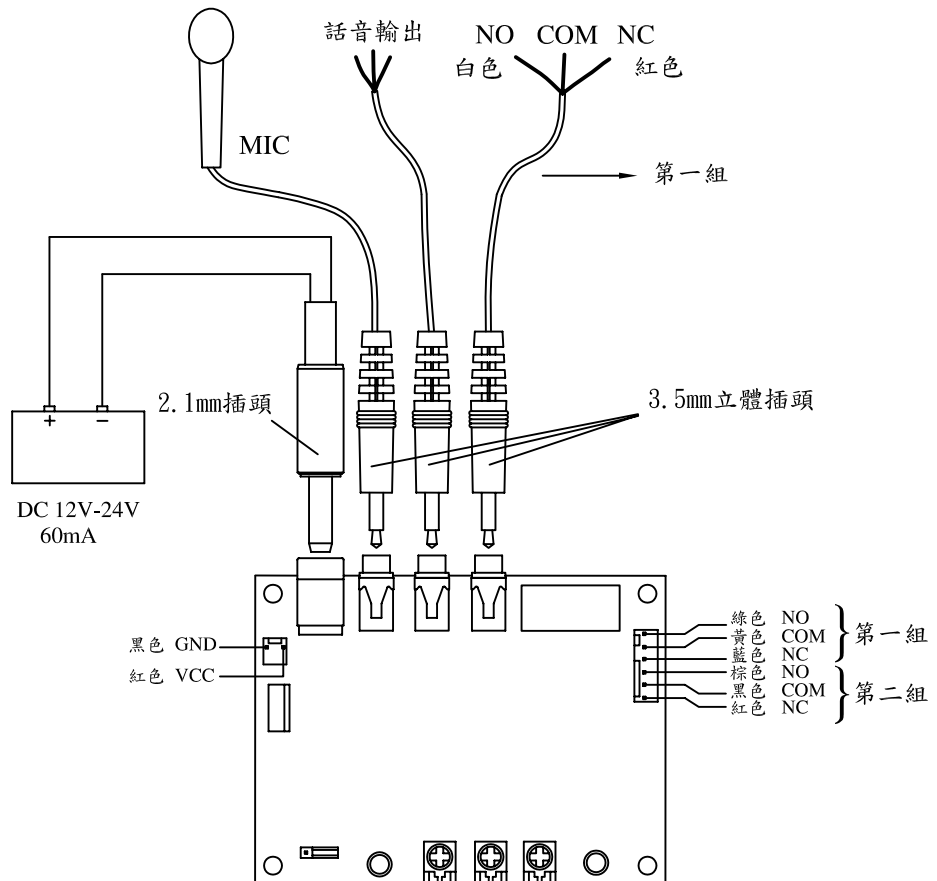 話音輸出
NO COM NC
白色 紅色
MIC
第一組
2.1mm插頭
3.5mm立體插頭
+ −
DC 12V-24V
60mA
黑色 GND
紅色 VCC
綠色 NO
黃色 COM
藍色 NC
第一組
棕色 NO
黑色 COM
紅色 NC
第二組